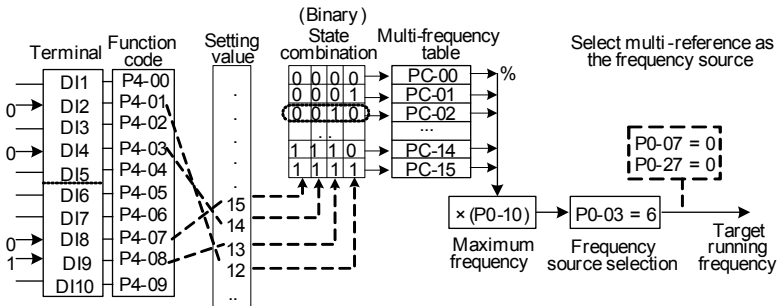 (Binary)
Terminal
Function
code
Setting
value
State
combination
Multi-frequency
table
Select multi-reference as
the frequency source
DI1
DI2
DI3
DI4
DI5
DI6
DI7
DI8
DI9
DI10
0
0
0
1
P4-00
P4-01
P4-02
P4-03
P4-04
P4-05
P4-06
P4-07
P4-08
P4-09
.
.
.
.
.
15
14
13
12
..
0 0 0 0
0 0 0 1
0 0 1 0
..
1 1 1 0
1 1 1 1
PC-00
PC-01
PC-02
...
PC-14
PC-15
%
P0-07 = 0
P0-27 = 0
× (P0-10)
Maximum
frequency
P0-03 = 6
Frequency
source selection
Target
running
frequency